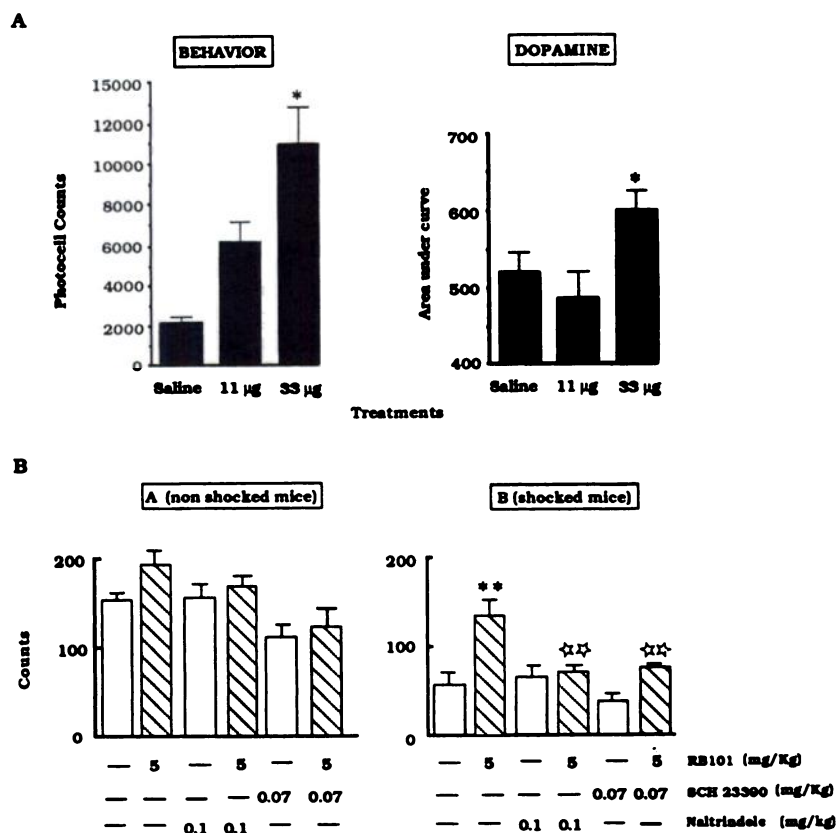 A
BEHAVIOR
DOPAMINE
15000
12000
10000
8000
6000
4000
2000
0
Photocell Counts
*
Saline 11 µg 33 µg
700
600
500
400
Area under curve
*
Saline 11 µg 33 µg
Treatments
B
A (non shocked mice)
B (shocked mice)
200
100
0
Counts
200
100
0
**
☆☆
☆☆
— 5 — 5 — 5
— 5 — 5 — 5 RB101 (mg/Kg)
— — — — 0.07 0.07
— — — — 0.07 0.07 SCH 23390 (mg/Kg)
— — 0.1 0.1 — —
— — 0.1 0.1 — — Naltrindole (mg/kg)